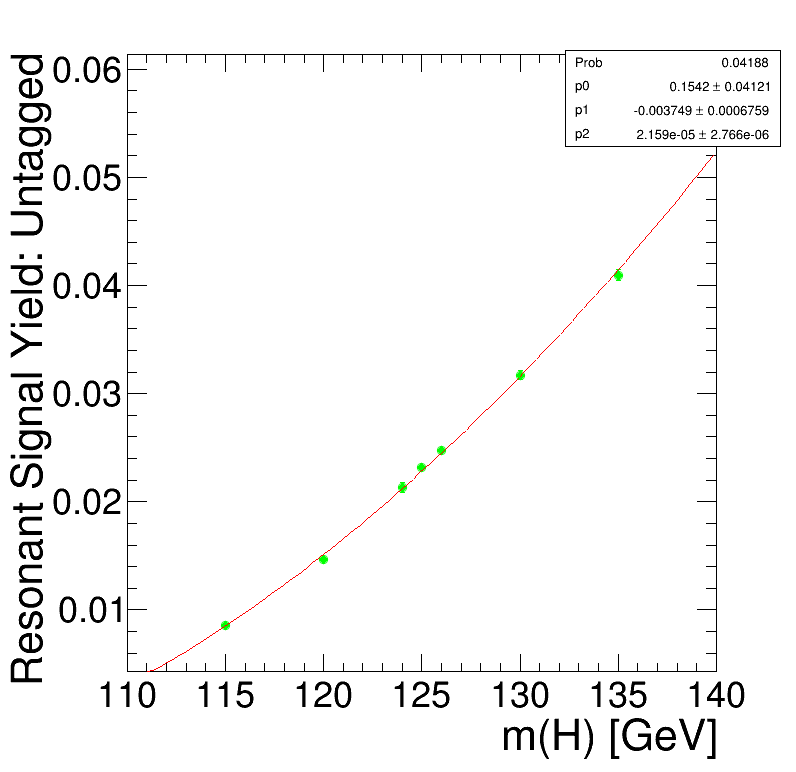 Prob 0.04188
p0 0.1542 ± 0.04121
p1 -0.003749 ± 0.0006759
p2 2.159e-05 ± 2.766e-06
Resonant Signal Yield: Untagged
0.06
0.05
0.04
0.03
0.02
0.01
110 115 120 125 130 135 140
m(H) [GeV]